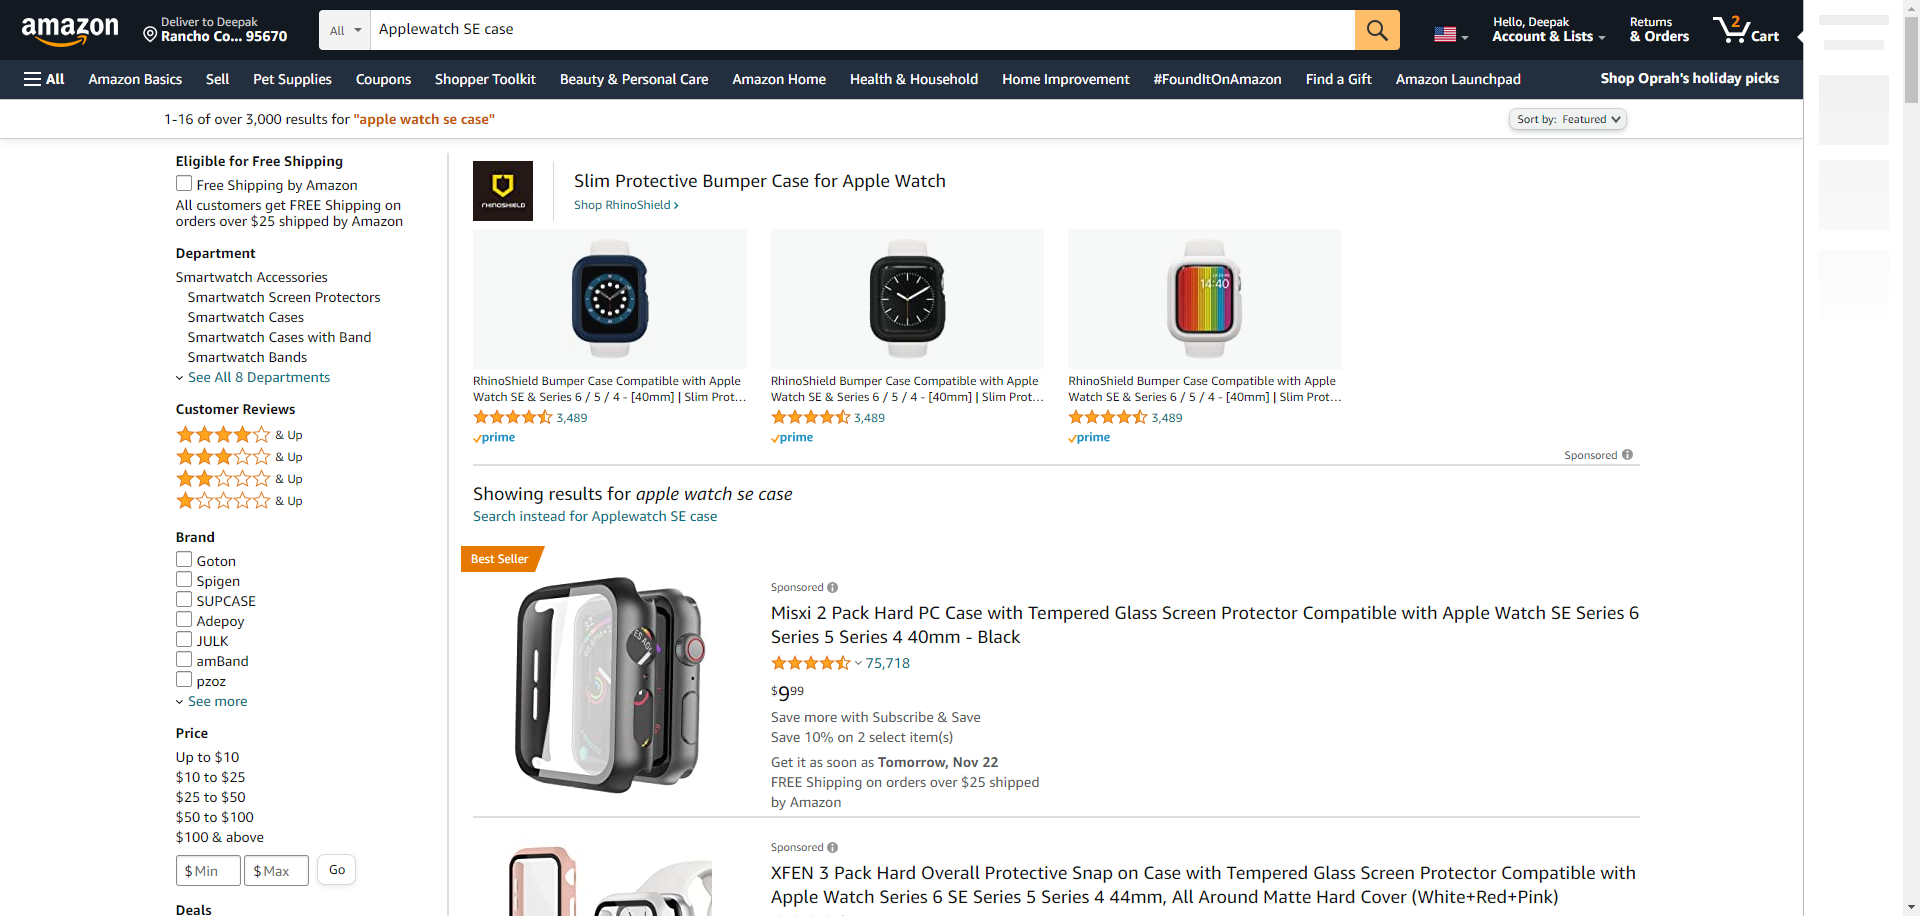 amazon
Deliver to Deepak
Rancho Co... 95670
All
Applewatch SE case
Hello, Deepak
Account & Lists
Returns
& Orders
2
Cart
All
Amazon Basics
Sell
Pet Supplies
Coupons
Shopper Toolkit
Beauty & Personal Care
Amazon Home
Health & Household
Home Improvement
#FoundItOnAmazon
Find a Gift
Amazon Launchpad
Shop Oprah's holiday picks
1-16 of over 3,000 results for "apple watch se case"
Sort by: Featured
Eligible for Free Shipping
Free Shipping by Amazon
All customers get FREE Shipping on
orders over $25 shipped by Amazon
Department
Smartwatch Accessories
Smartwatch Screen Protectors
Smartwatch Cases
Smartwatch Cases with Band
Smartwatch Bands
See All 8 Departments
Customer Reviews
& Up
& Up
& Up
& Up
Brand
Goton
Spigen
SUPCASE
Adepoy
JULK
amBand
pzoz
See more
Price
Up to $10
$10 to $25
$25 to $50
$50 to $100
$100 & above
$ Min
$ Max
Go
Deals
RHINOSHIELD
Slim Protective Bumper Case for Apple Watch
Shop RhinoShield ›
14:40
RhinoShield Bumper Case Compatible with Apple
Watch SE & Series 6 / 5 / 4 - [40mm] | Slim Prot...
3,489
prime
RhinoShield Bumper Case Compatible with Apple
Watch SE & Series 6 / 5 / 4 - [40mm] | Slim Prot...
3,489
prime
RhinoShield Bumper Case Compatible with Apple
Watch SE & Series 6 / 5 / 4 - [40mm] | Slim Prot...
3,489
prime
Sponsored
Showing results for apple watch se case
Search instead for Applewatch SE case
Best Seller
Sponsored
Misxi 2 Pack Hard PC Case with Tempered Glass Screen Protector Compatible with Apple Watch SE Series 6
Series 5 Series 4 40mm - Black
75,718
$9 99
Save more with Subscribe & Save
Save 10% on 2 select item(s)
Get it as soon as Tomorrow, Nov 22
FREE Shipping on orders over $25 shipped
by Amazon
Sponsored
XFEN 3 Pack Hard Overall Protective Snap on Case with Tempered Glass Screen Protector Compatible with
Apple Watch Series 6 SE Series 5 Series 4 44mm, All Around Matte Hard Cover (White+Red+Pink)